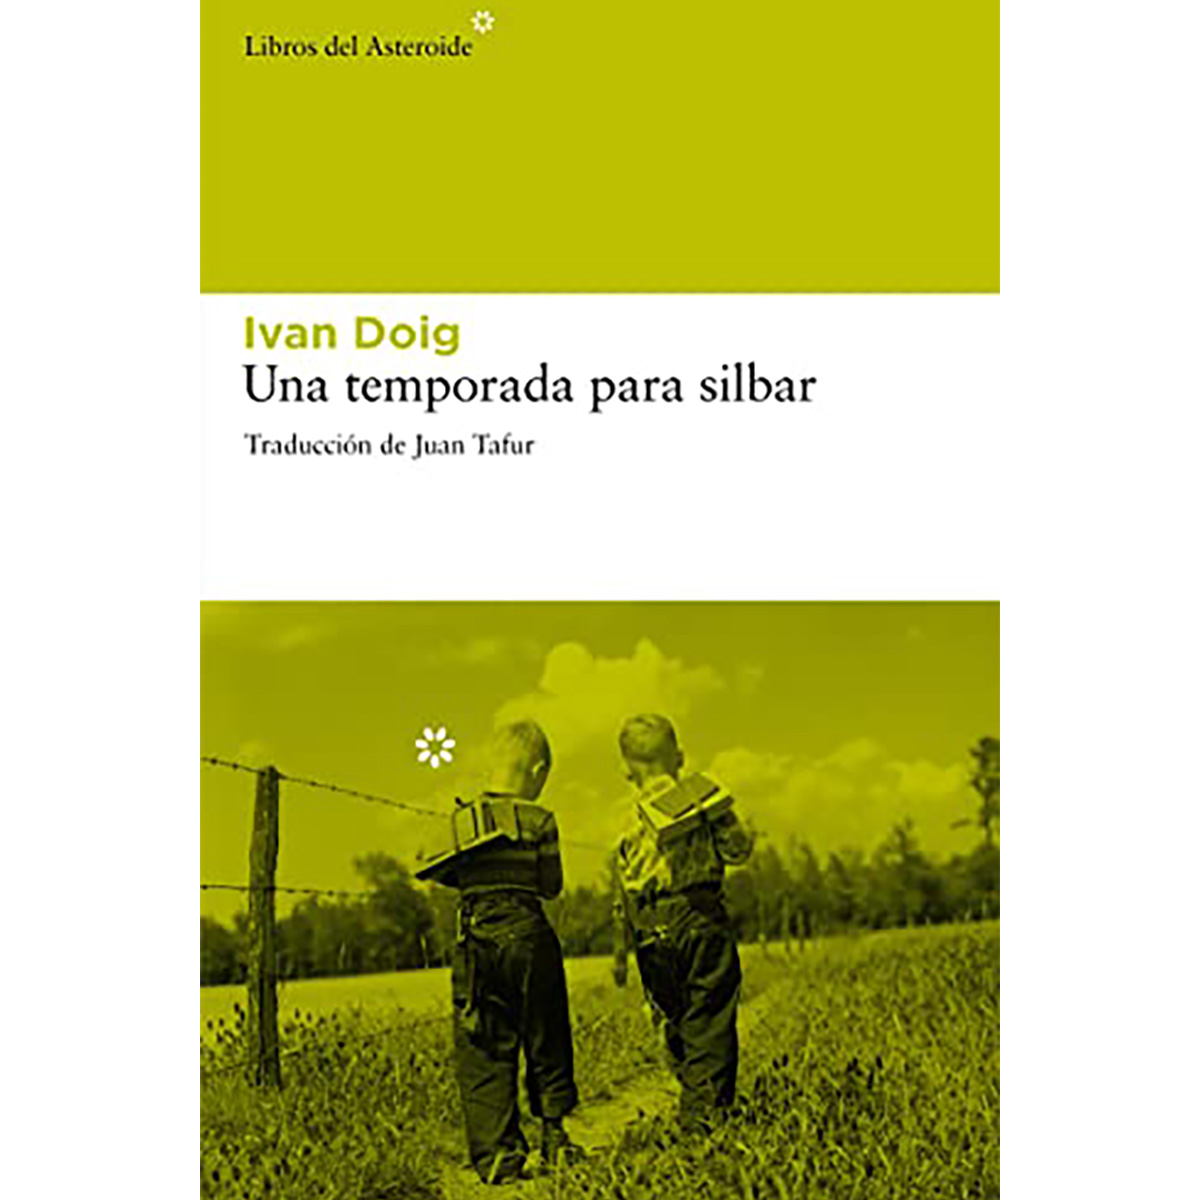 Libros del Asteroide
Ivan Doig
Una temporada para silbar
Traducción de Juan Tafur